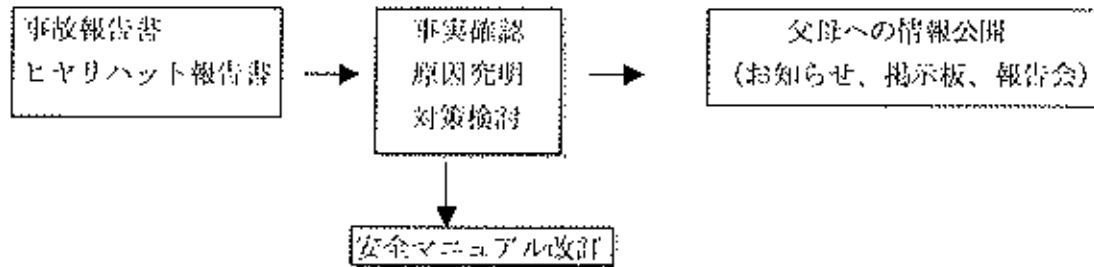 事故報告書
ヒヤリハット報告書
事実確認
原因究明
対策検討
父母への情報公開
(お知らせ、掲示板、報告会)
安全マニュアル改訂